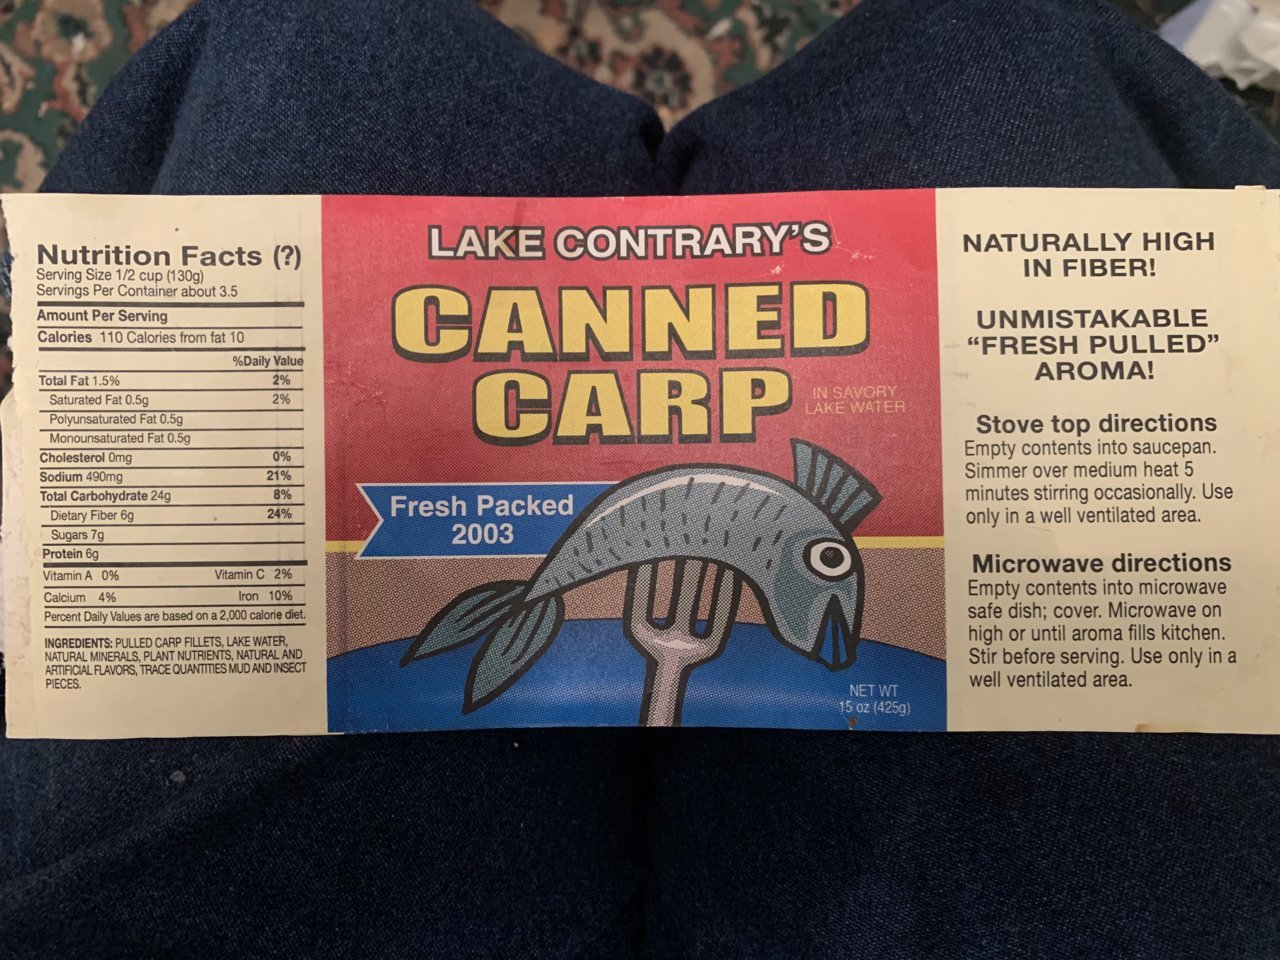 Nutrition Facts (?)
Serving Size 1/2 cup (130g)
Servings Per Container about 3.5
Amount Per Serving
Calories 110 Calories from fat 10
%Daily Value
Total Fat 1.5% 2%
Saturated Fat 0.5g 2%
Polyunsaturated Fat 0.5g
Monounsaturated Fat 0.5g
Cholesterol 0mg 0%
Sodium 490mg 21%
Total Carbohydrate 24g 8%
Dietary Fiber 6g 24%
Sugars 7g
Protein 6g
Vitamin A 0% Vitamin C 2%
Calcium 4% Iron 10%
Percent Daily Values are based on a 2,000 calorie diet.
INGREDIENTS: PULLED CARP FILLETS, LAKE WATER,
NATURAL MINERALS, PLANT NUTRIENTS, NATURAL AND
ARTIFICIAL FLAVORS, TRACE QUANTITIES MUD AND INSECT
PIECES.
LAKE CONTRARY'S
CANNED
CARP
IN SAVORY
LAKE WATER
Fresh Packed
2003
NET WT
15 oz (425g)
NATURALLY HIGH
IN FIBER!
UNMISTAKABLE
“FRESH PULLED”
AROMA!
Stove top directions
Empty contents into saucepan.
Simmer over medium heat 5
minutes stirring occasionally. Use
only in a well ventilated area.
Microwave directions
Empty contents into microwave
safe dish; cover. Microwave on
high or until aroma fills kitchen.
Stir before serving. Use only in a
well ventilated area.